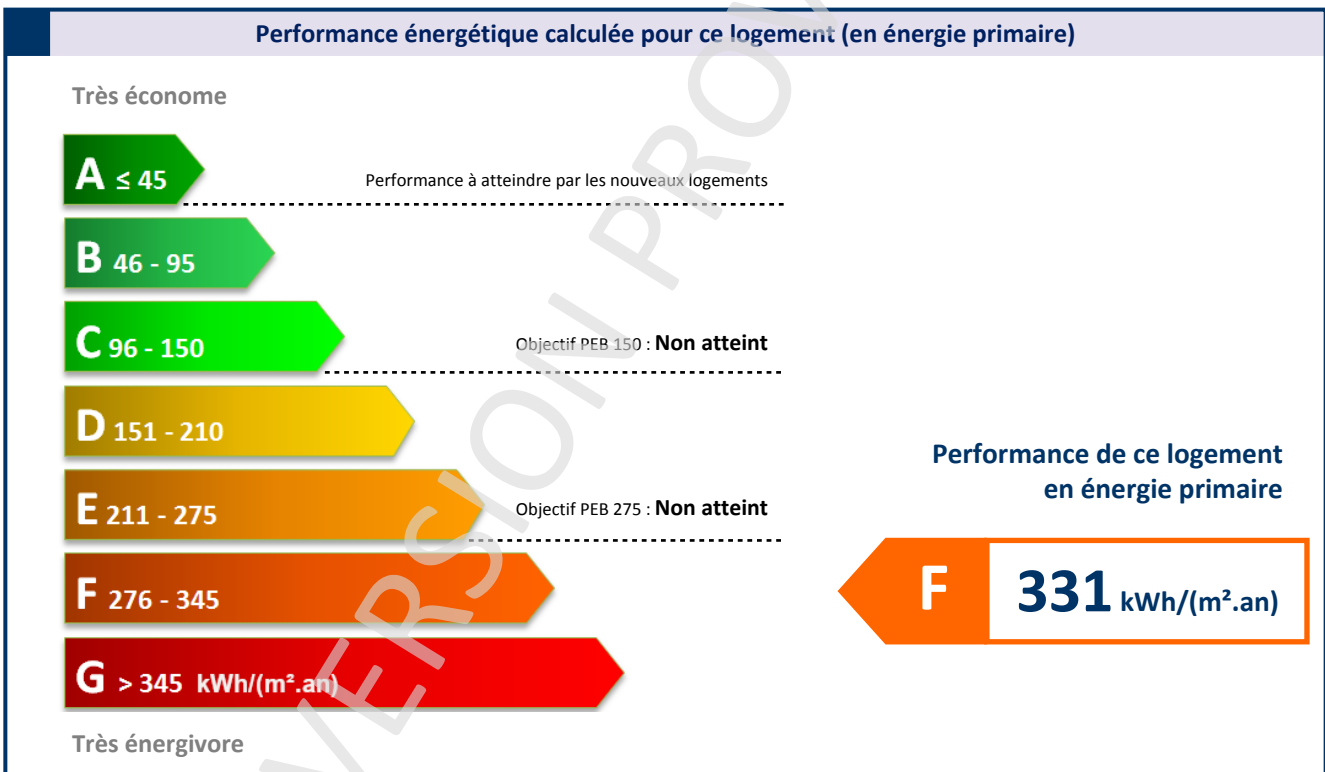 Performance énergétique calculée pour ce logement (en énergie primaire)
Très économe
A ≤ 45
Performance à atteindre par les nouveaux logements
B 46 - 95
C 96 - 150
Objectif PEB 150 : Non atteint
D 151 - 210
Performance de ce logement
en énergie primaire
E 211 - 275
Objectif PEB 275 : Non atteint
F 276 - 345
F 331 kWh/(m².an)
G > 345 kWh/(m².an)
Très énergivore
VERSION PROV